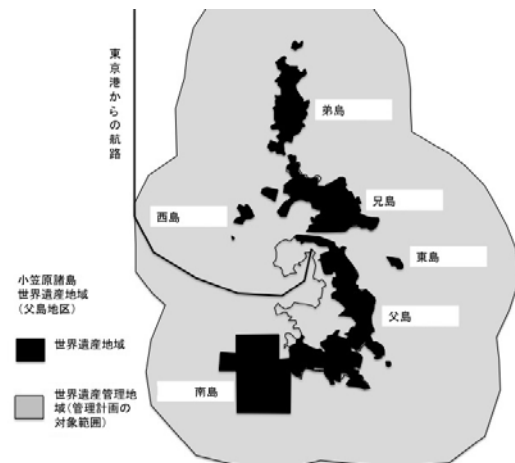 東京港からの航路
弟島
兄島
西島
東島
小笠原諸島
世界遺産地域
(父島地区)
父島
世界遺産地域
南島
世界遺産管理地
域(管理計画の
対象範囲)